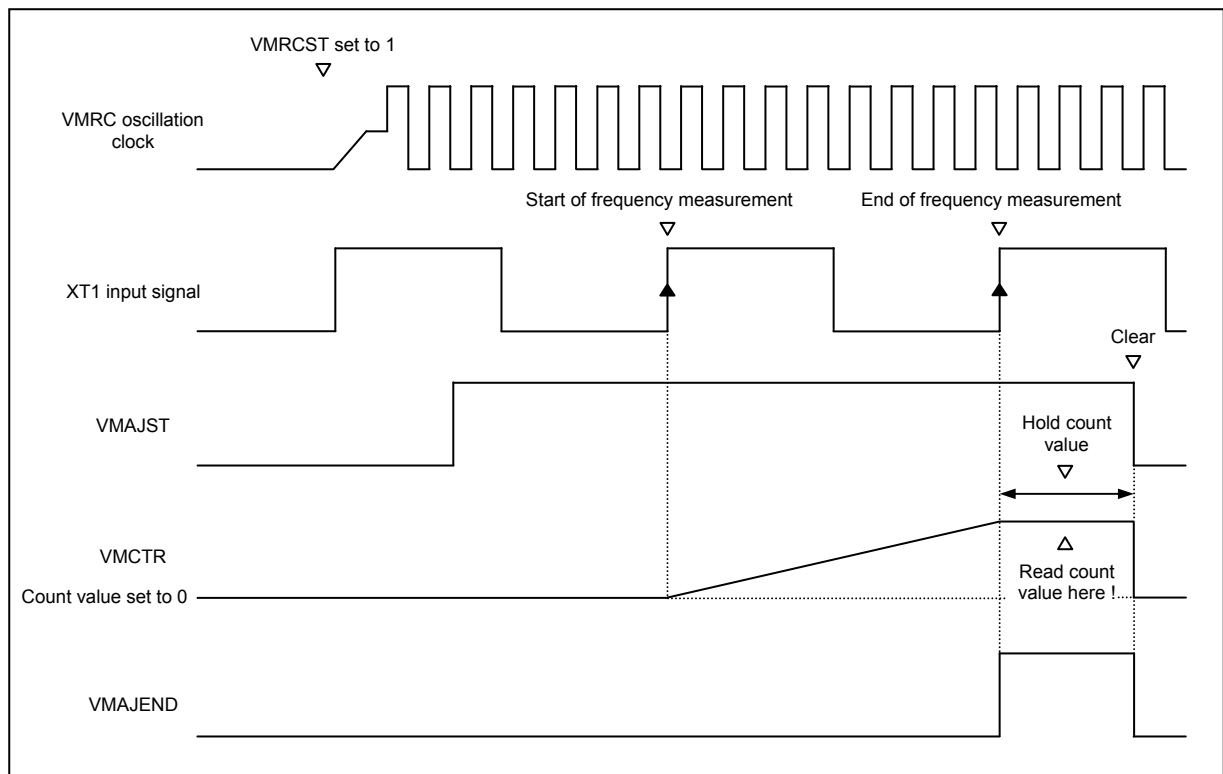 VMRCST set to 1
VMRC oscillation
clock
Start of frequency measurement
End of frequency measurement
XT1 input signal
Clear
VMAJST
Hold count
value
VMCTR
Read count
value here !
Count value set to 0
VMAJEND